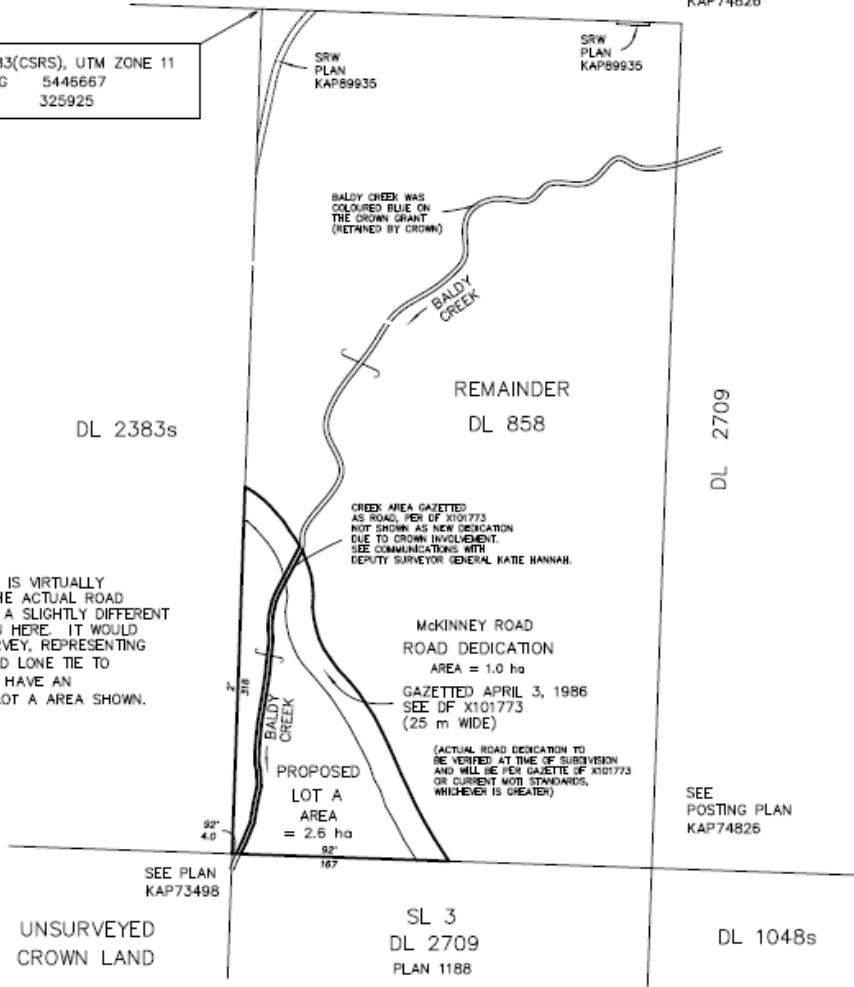 KAP74826
83(CSRS), UTM ZONE 11
G 5446667
325925
SRW
PLAN
KAP89935
SRW
PLAN
KAP89935
BALDY CREEK WAS
COLOURED BLUE ON
THE CROWN GRANT
(RETAINED BY CROWN)
BALDY
CREEK
REMAINDER
DL 858
DL 2383s
DL 2709
CREEK AREA GAZETTED
AS ROAD, PER DF X101773
NOT SHOWN AS NEW DEDICATION
DUE TO CROWN INVOLVEMENT.
SEE COMMUNICATIONS WITH
DEPUTY SURVEYOR GENERAL KATIE HANNAH.
IS VIRTUALLY
HE ACTUAL ROAD
A SLIGHTLY DIFFERENT
N HERE. IT WOULD
RVEY, REPRESENTING
D LONE TIE TO
HAVE AN
OT A AREA SHOWN.
McKINNEY ROAD
ROAD DEDICATION
AREA = 1.0 ha
GAZETTED APRIL 3, 1986
SEE DF X101773
(25 m WIDE)
(ACTUAL ROAD DEDICATION TO
BE VERIFIED AT TIME OF SUBDIVISION
AND WILL BE PER GAZETTE DF X101773
OR CURRENT MOTI STANDARDS,
WHICHEVER IS GREATER)
2°
318
BALDY
CREEK
PROPOSED
LOT A
AREA
= 2.6 ha
92°
4.0
92°
167
SEE
POSTING PLAN
KAP74826
SEE PLAN
KAP73498
UNSURVEYED
CROWN LAND
SL 3
DL 2709
PLAN 1188
DL 1048s